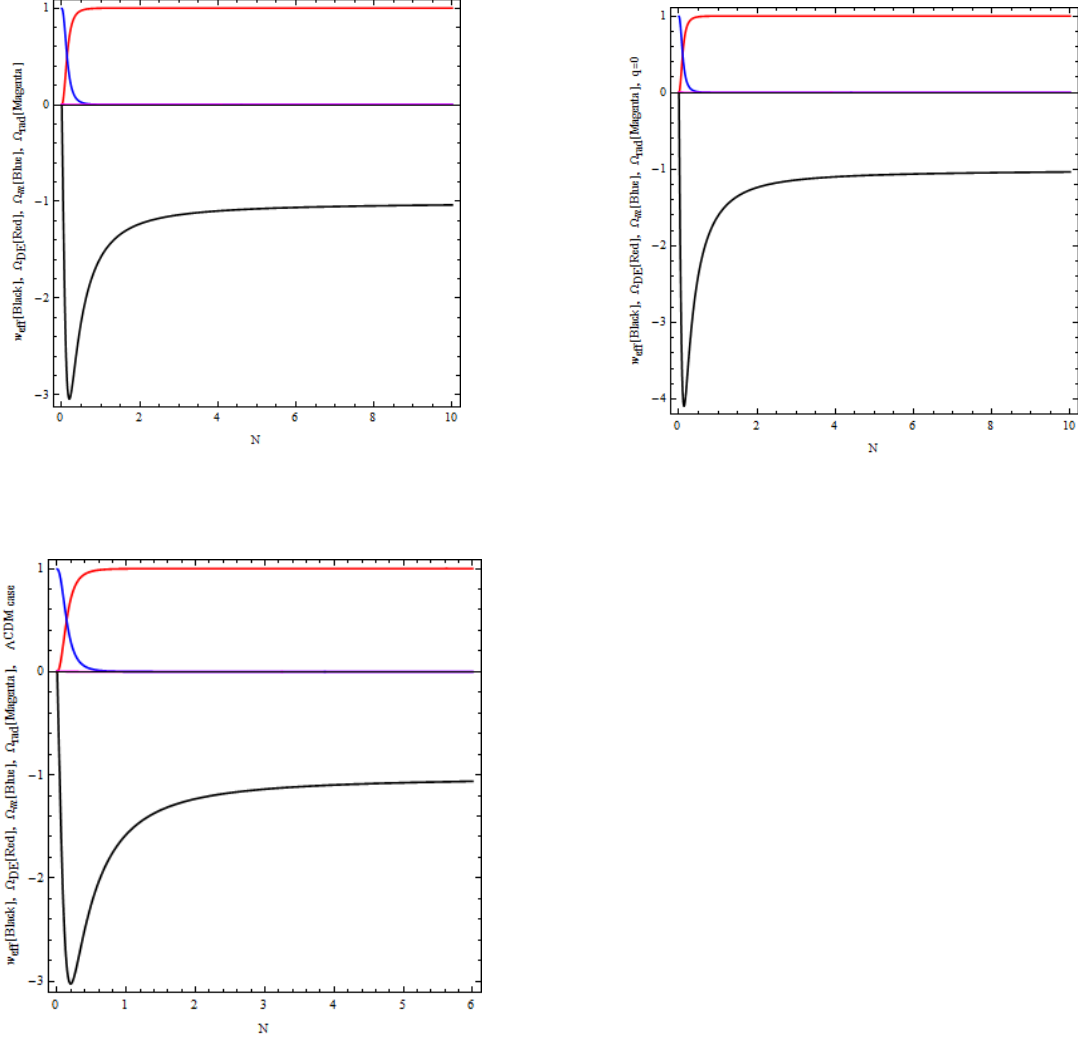 w_eff[Black], Ω_DE[Red], Ω_m[Blue], Ω_rad[Magenta]
1
0
−1
−2
−3
0 2 4 6 8 10
N
w_eff[Black], Ω_DE[Red], Ω_m[Blue], Ω_rad[Magenta], q=0
1
0
−1
−2
−3
−4
0 2 4 6 8 10
N
w_eff[Black], Ω_DE[Red], Ω_m[Blue], Ω_rad[Magenta], ΛCDM case
1
0
−1
−2
−3
0 1 2 3 4 5 6
N